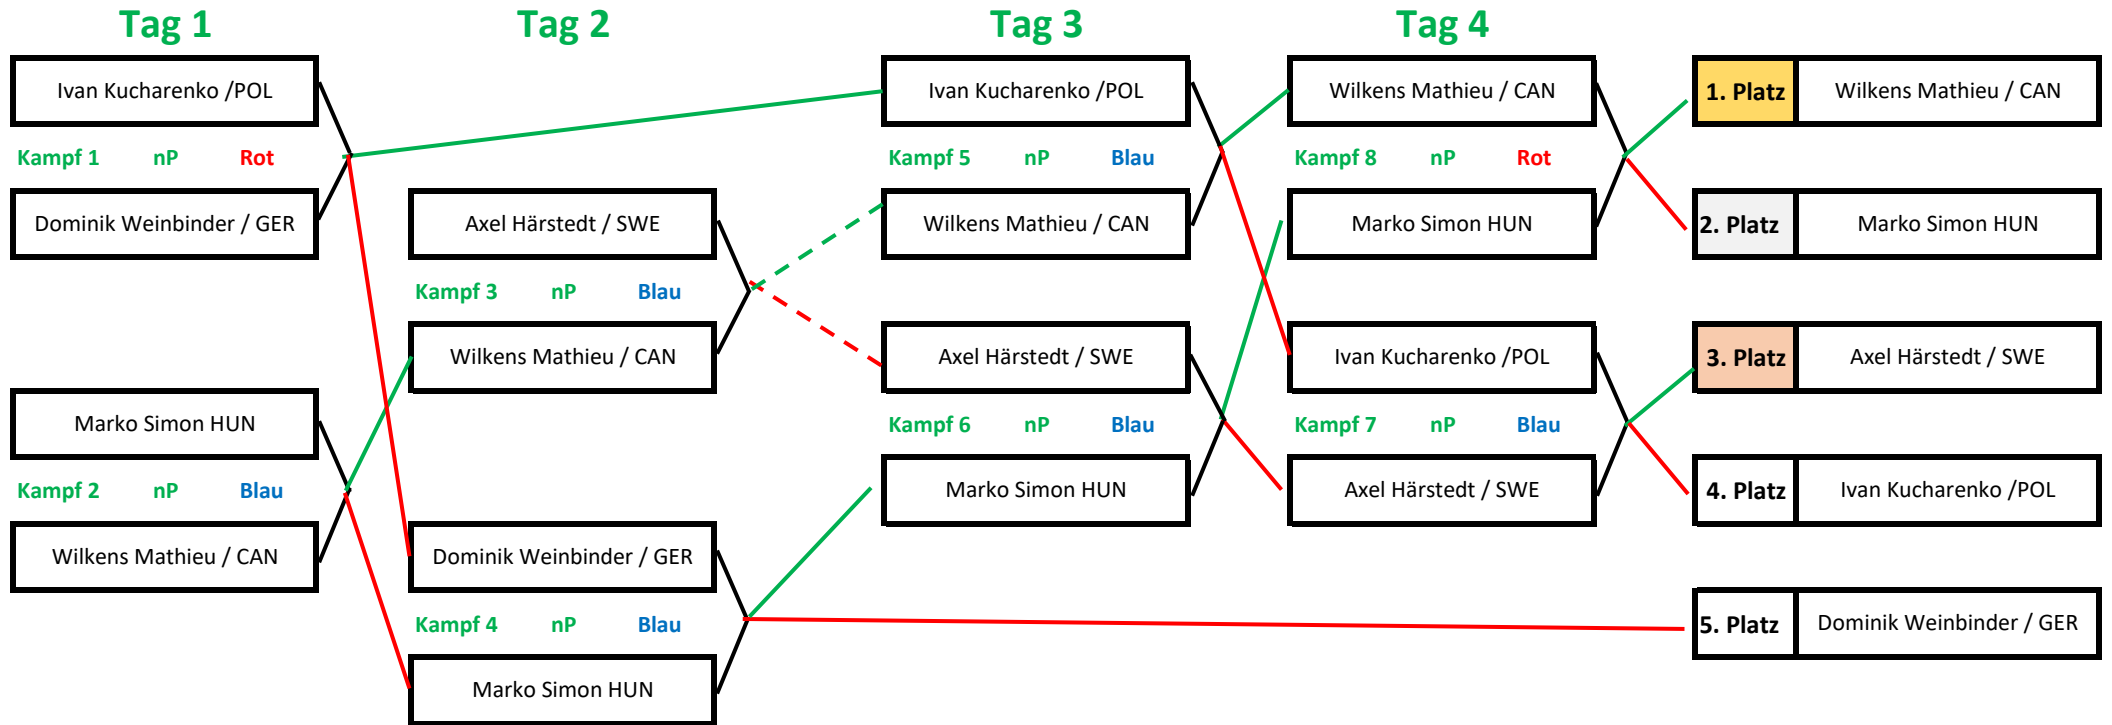 Tag 1
Tag 2
Tag 3
Tag 4
Ivan Kucharenko /POL
Kampf 1 nP Rot
Dominik Weinbinder / GER
Marko Simon HUN
Kampf 2 nP Blau
Wilkens Mathieu / CAN
Axel Härstedt / SWE
Kampf 3 nP Blau
Wilkens Mathieu / CAN
Dominik Weinbinder / GER
Kampf 4 nP Blau
Marko Simon HUN
Ivan Kucharenko /POL
Kampf 5 nP Blau
Wilkens Mathieu / CAN
Axel Härstedt / SWE
Kampf 6 nP Blau
Marko Simon HUN
Wilkens Mathieu / CAN
Kampf 8 nP Rot
Marko Simon HUN
Ivan Kucharenko /POL
Kampf 7 nP Blau
Axel Härstedt / SWE
1. Platz Wilkens Mathieu / CAN
2. Platz Marko Simon HUN
3. Platz Axel Härstedt / SWE
4. Platz Ivan Kucharenko /POL
5. Platz Dominik Weinbinder / GER